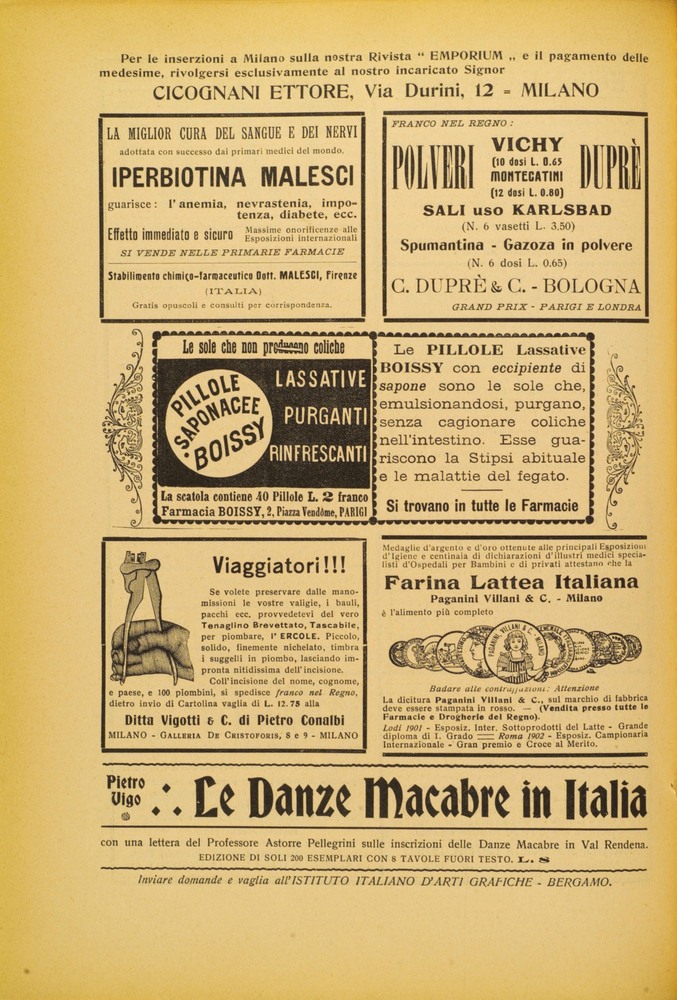 Per le inserzioni a Milano sulla nostra Rivista “ EMPORIUM „ e il pagamento delle
medesime, rivolgersi esclusivamente al nostro incaricato Signor
CICOGNANI ETTORE, Via Durini, 12 = MILANO
LA MIGLIOR CURA DEL SANGUE E DEI NERVI
adottata con successo dai primari medici del mondo.
IPERBIOTINA MALESCI
guarisce: l'anemia, nevrastenia, impo-
tenza, diabete, ecc.
Effetto immediato e sicuro Massime onorificenze alle
Esposizioni internazionali
SI VENDE NELLE PRIMARIE FARMACIE
Stabilimento chimico-farmaceutico Dott. MALESCI, Firenze
(ITALIA)
Gratis opuscoli e consulti per corrispondenza.
FRANCO NEL REGNO:
POLVERI DUPRÈ
VICHY
(10 dosi L. 0.65
MONTECATINI
(12 dosi L. 0.80)
SALI uso KARLSBAD
(N. 6 vasetti L. 3.50)
Spumantina - Gazoza in polvere
(N. 6 dosi L. 0.65)
C. DUPRÈ & C. - BOLOGNA
GRAND PRIX - PARIGI E LONDRA
Le sole che non producano coliche
PILLOLE
SAPONACEE
BOISSY
LASSATIVE
PURGANTI
RINFRESCANTI
La scatola contiene 40 Pillole L. 2 franco
Farmacia BOISSY, 2, Piazza Vendôme, PARIGI
Le PILLOLE Lassative
BOISSY con eccipiente di
sapone sono le sole che,
emulsionandosi, purgano,
senza cagionare coliche
nell'intestino. Esse gua-
riscono la Stipsi abituale
e le malattie del fegato.
Si trovano in tutte le Farmacie
Viaggiatori!!!
Se volete preservare dalle mano-
missioni le vostre valigie, i bauli,
pacchi ecc. provvedetevi del vero
Tenaglino Brevettato, Tascabile,
per piombare, l'ERCOLE. Piccolo,
solido, finemente nichelato, timbra
i suggelli in piombo, lasciando im-
pronta nitidissima dell'incisione.
Coll'incisione del nome, cognome,
e paese, e 100 piombini, si spedisce franco nel Regno,
dietro invio di Cartolina vaglia di L. 12.75 alla
Ditta Vigotti & C. di Pietro Conalbi
MILANO - GALLERIA DE CRISTOFORIS, 8 e 9 - MILANO
Medaglie d'argento e d'oro ottenute alle principali Esposizioni
d'Igiene e centinaia di dichiarazioni d'illustri medici specia-
listi d'Ospedali per Bambini e di privati attestano che la
Farina Lattea Italiana
Paganini Villani & C. - Milano
è l'alimento più completo
PAGANINI, VILLANI & C. - MILANO
Badare alle contraffazioni: Attenzione
La dicitura Paganini Villani & C., sul marchio di fabbrica
deve essere stampata in rosso. — (Vendita presso tutte le
Farmacie e Drogherie del Regno).
Lodi 1901 - Esposiz. Inter. Sottoprodotti del Latte - Grande
diploma di I. Grado — Roma 1902 - Esposiz. Campionaria
Internazionale - Gran premio e Croce al Merito.
Pietro
Vigo
Le Danze Macabre in Italia
con una lettera del Professore Astorre Pellegrini sulle inscrizioni delle Danze Macabre in Val Rendena.
EDIZIONE DI SOLI 200 ESEMPLARI CON 8 TAVOLE FUORI TESTO. L. 8
Inviare domande e vaglia all'ISTITUTO ITALIANO D'ARTI GRAFICHE - BERGAMO.